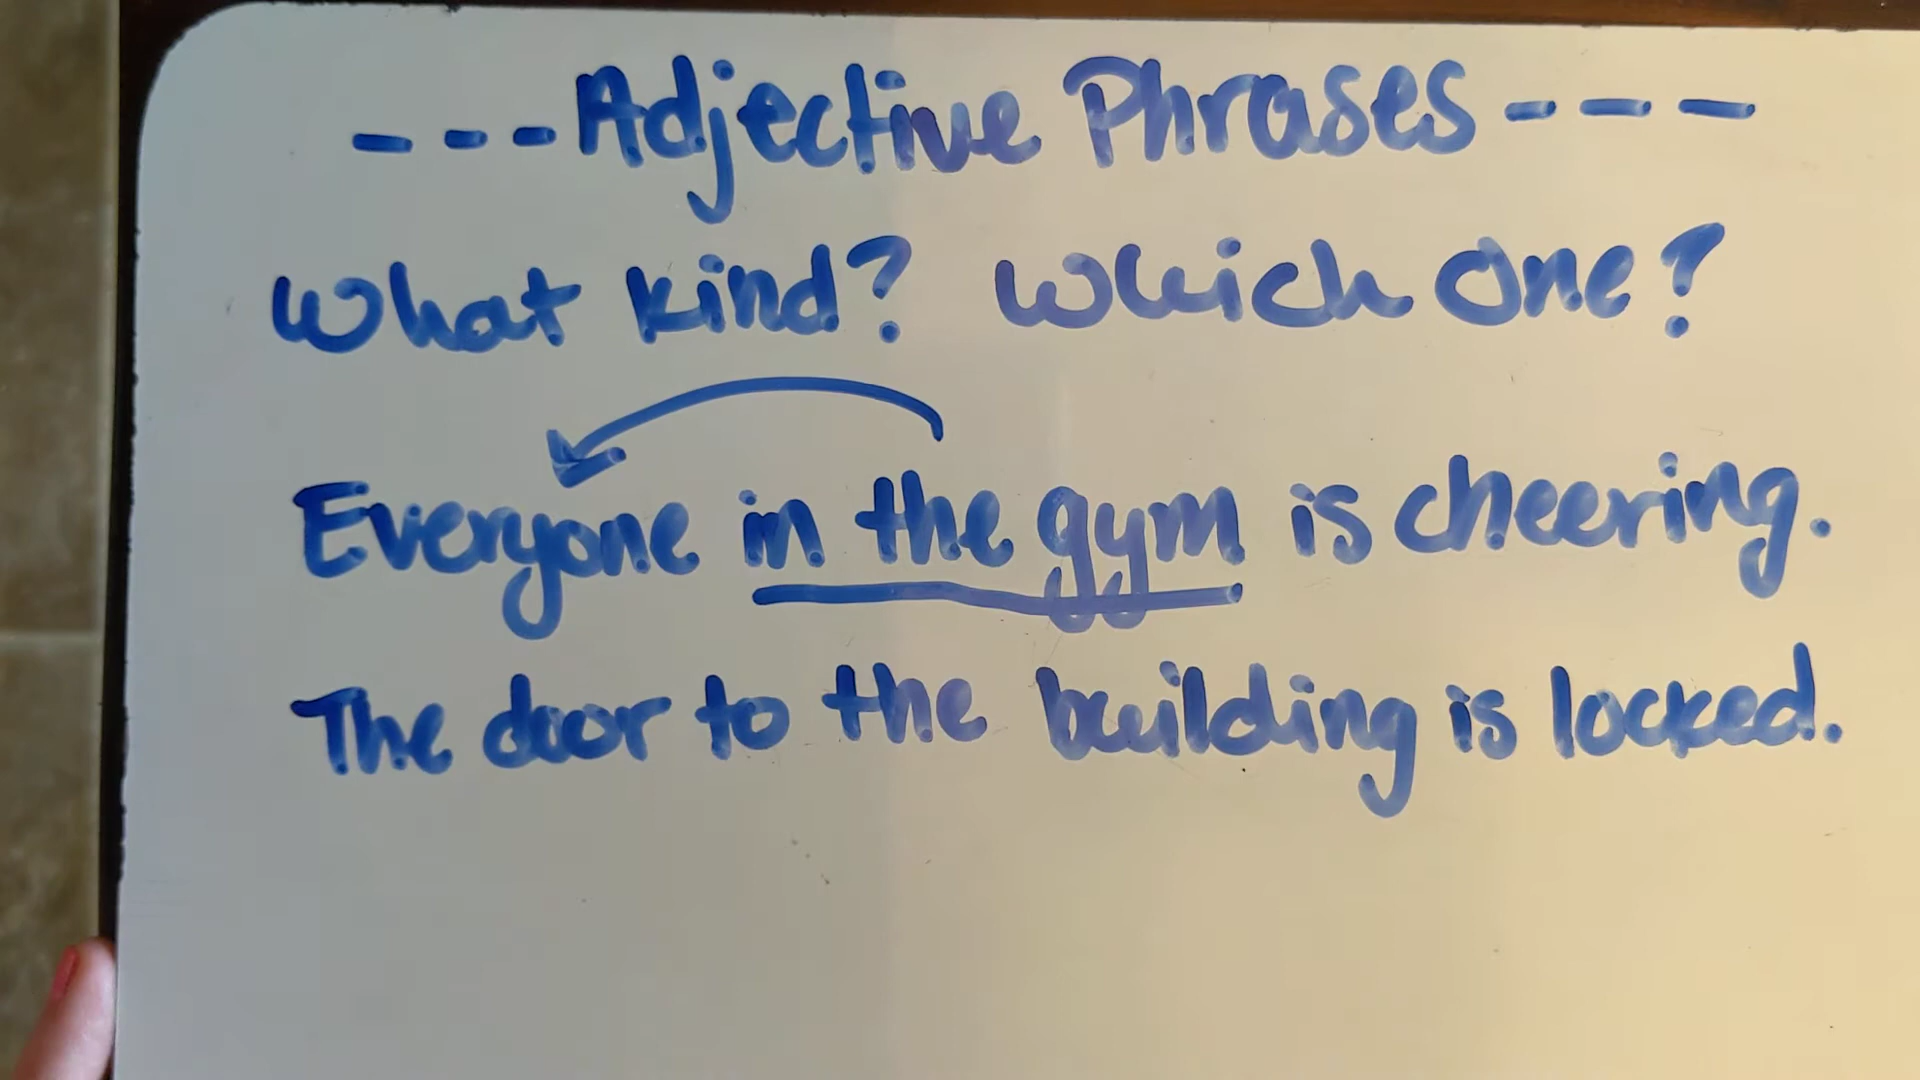 ---Adjective Phrases---
What kind? Which one?
Everyone in the gym is cheering.
The door to the building is locked.